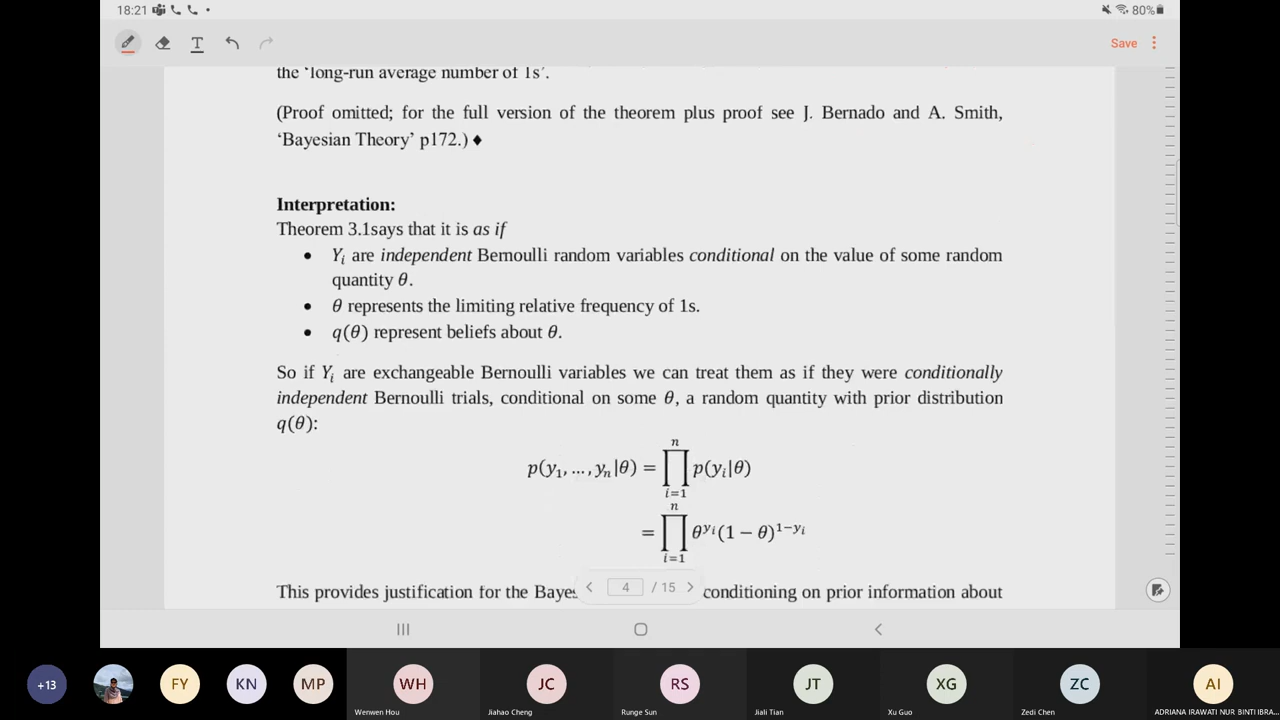 18:21 80%
T Save
the ‘long-run average number of 1s’.
(Proof omitted; for the full version of the theorem plus proof see J. Bernado and A. Smith,
‘Bayesian Theory’ p172.) ♦
Interpretation:
Theorem 3.1says that it is as if
• Yᵢ are independent Bernoulli random variables conditional on the value of some random
quantity θ.
• θ represents the limiting relative frequency of 1s.
• q(θ) represent beliefs about θ.
So if Yᵢ are exchangeable Bernoulli variables we can treat them as if they were conditionally
independent Bernoulli trials, conditional on some θ, a random quantity with prior distribution
q(θ):
p(y₁, …, yₙ|θ) = ∏ⁿᵢ₌₁ p(yᵢ|θ)
= ∏ⁿᵢ₌₁ θ^{yᵢ}(1 − θ)^{1−yᵢ}
This provides justification for the conditioning on prior information about
4 / 15
+13 FY KN MP WH JC RS JT XG ZC AI
Wenwen Hou Jiahao Cheng Runge Sun Jiali Tian Xu Guo Zedi Chen ADRIANA IRAWATI NUR BINTI IBRA...